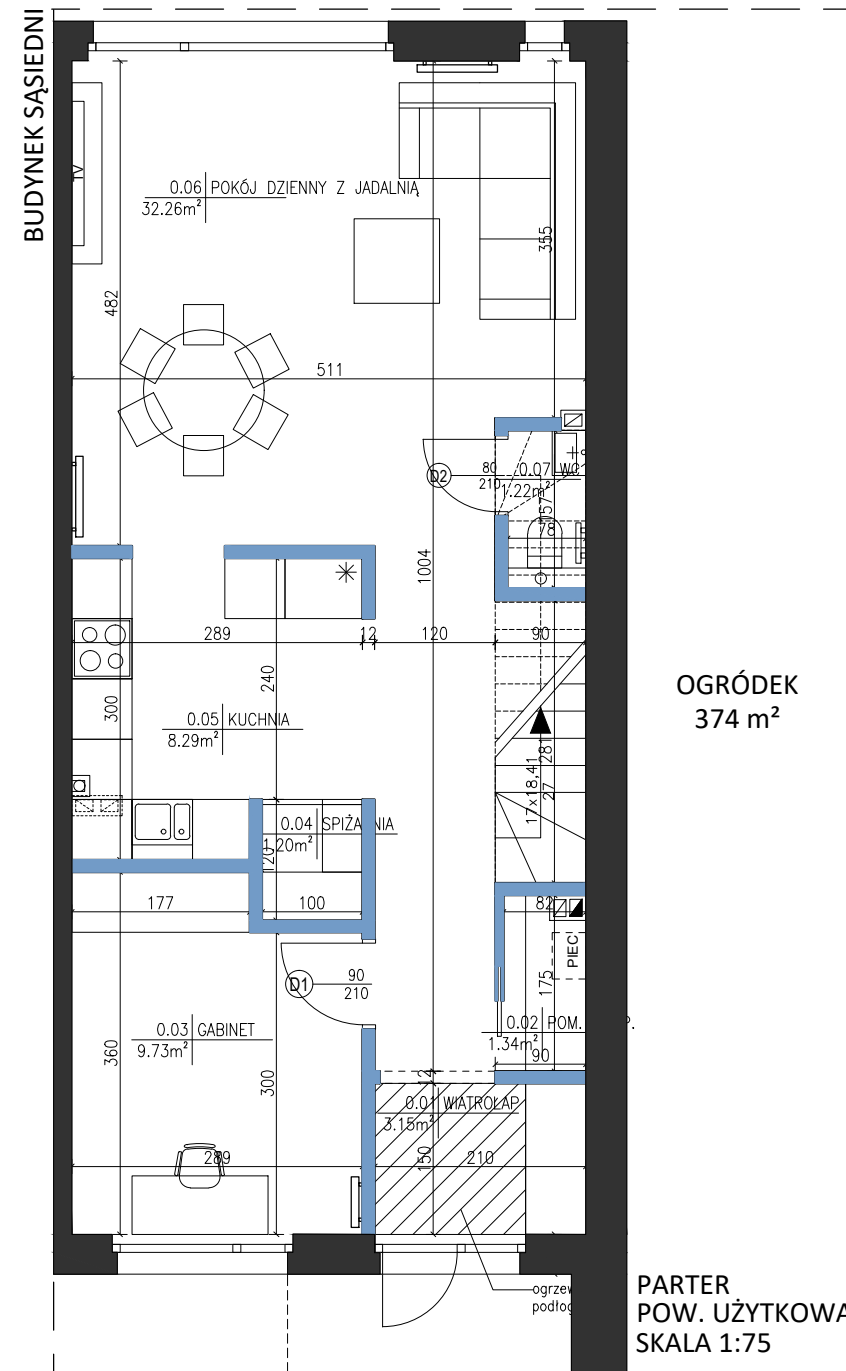 BUDYNEK SĄSIEDNI
TV
0.06 POKÓJ DZIENNY Z JADALNIĄ
32.26m²
355
482
511
D2
80
210
0.07 WC
1.22m²
157
78
1004
289
12
120
90
240
300
0.05 KUCHNIA
8.29m²
17x18,41
27
281
0.04 SPIŻARNIA
1.20m²
120
177
100
82
PIEC
D1
90
210
175
0.03 GABINET
9.73m²
0.02 POM.
1.34m²
90
360
300
12
0.01 WIATROŁAP
3.15m²
150
289
210
OGRÓDEK
374 m²
PARTER
POW. UŻYTKOWA
SKALA 1:75